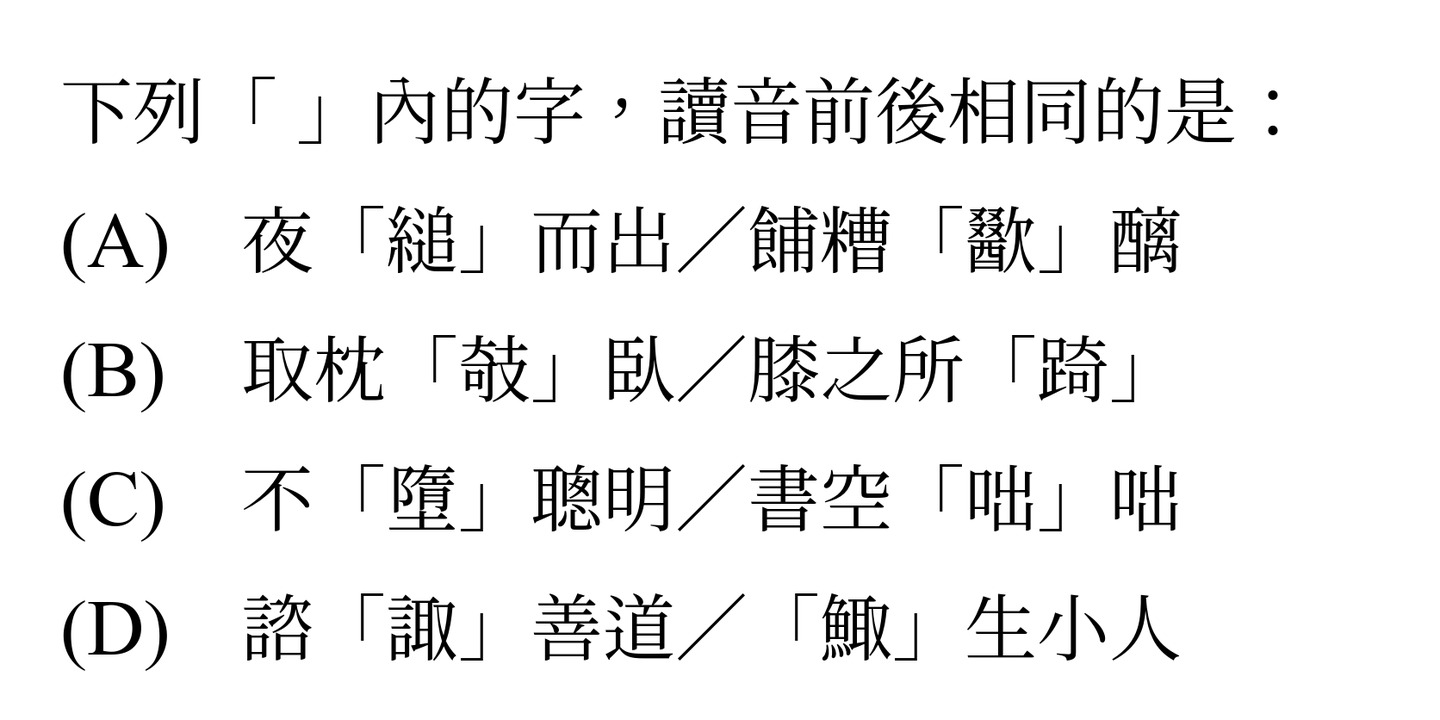 下列「 」內的字，讀音前後相同的是：
(A) 夜「縋」而出／餔糟「歠」醨
(B) 取枕「攲」臥／膝之所「踦」
(C) 不「墮」聰明／書空「咄」咄
(D) 諮「諏」善道／「鯫」生小人